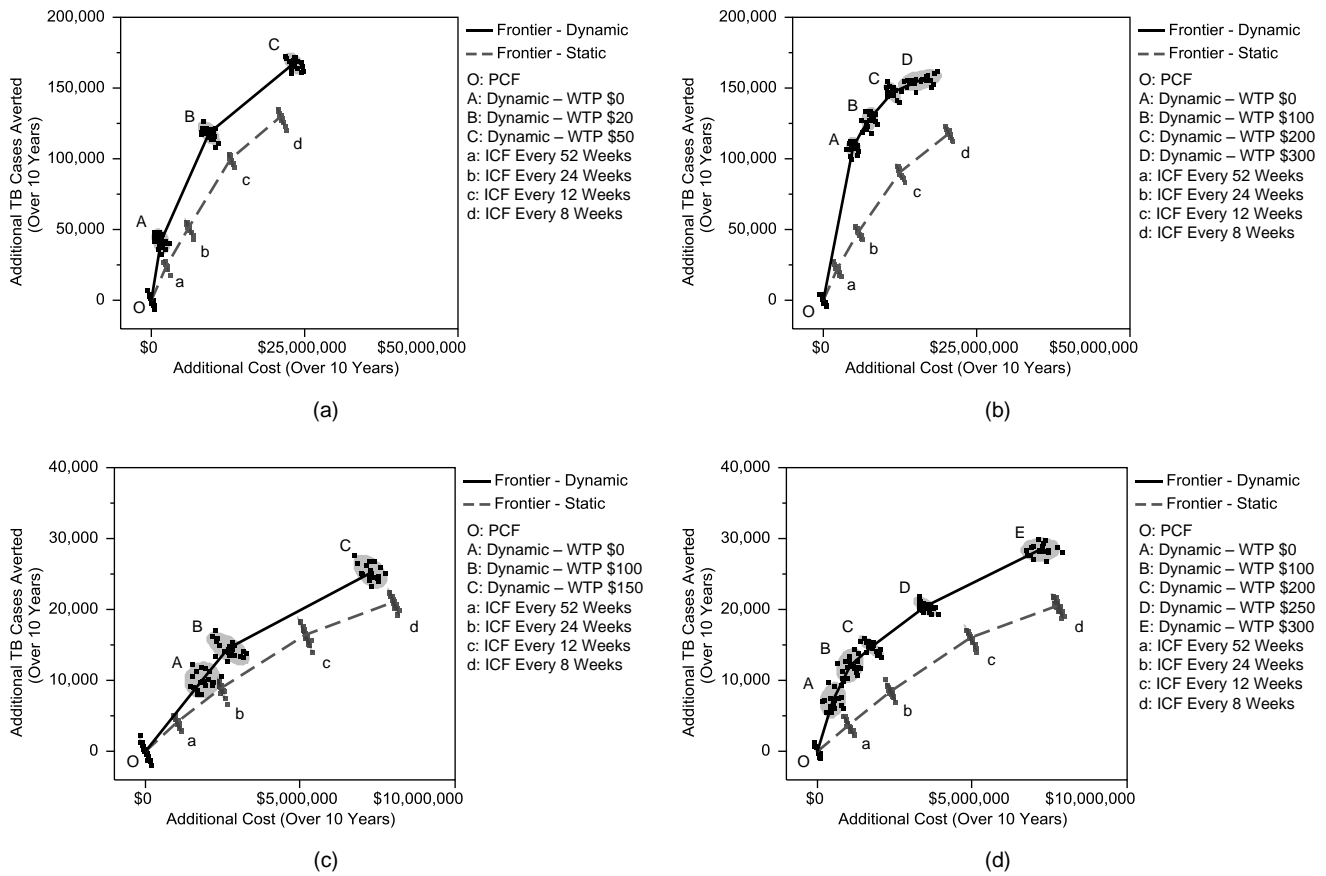 200,000
150,000
100,000
50,000
0
Additional TB Cases Averted
(Over 10 Years)
O
A
B
C
a
b
c
d
$0
$25,000,000
$50,000,000
Additional Cost (Over 10 Years)
Frontier - Dynamic
Frontier - Static
O: PCF
A: Dynamic – WTP $0
B: Dynamic – WTP $20
C: Dynamic – WTP $50
a: ICF Every 52 Weeks
b: ICF Every 24 Weeks
c: ICF Every 12 Weeks
d: ICF Every 8 Weeks
(a)
200,000
150,000
100,000
50,000
0
Additional TB Cases Averted
(Over 10 Years)
O
A
B
C
D
a
b
c
d
$0
$25,000,000
$50,000,000
Additional Cost (Over 10 Years)
Frontier - Dynamic
Frontier - Static
O: PCF
A: Dynamic – WTP $0
B: Dynamic – WTP $100
C: Dynamic – WTP $200
D: Dynamic – WTP $300
a: ICF Every 52 Weeks
b: ICF Every 24 Weeks
c: ICF Every 12 Weeks
d: ICF Every 8 Weeks
(b)
40,000
30,000
20,000
10,000
0
Additional TB Cases Averted
(Over 10 Years)
O
A
B
C
a
b
c
d
$0
$5,000,000
$10,000,000
Additional Cost (Over 10 Years)
Frontier - Dynamic
Frontier - Static
O: PCF
A: Dynamic – WTP $0
B: Dynamic – WTP $100
C: Dynamic – WTP $150
a: ICF Every 52 Weeks
b: ICF Every 24 Weeks
c: ICF Every 12 Weeks
d: ICF Every 8 Weeks
(c)
40,000
30,000
20,000
10,000
0
Additional TB Cases Averted
(Over 10 Years)
O
A
B
C
D
E
a
b
c
d
$0
$5,000,000
$10,000,000
Additional Cost (Over 10 Years)
Frontier - Dynamic
Frontier - Static
O: PCF
A: Dynamic – WTP $0
B: Dynamic – WTP $100
C: Dynamic – WTP $200
D: Dynamic – WTP $250
E: Dynamic – WTP $300
a: ICF Every 52 Weeks
b: ICF Every 24 Weeks
c: ICF Every 12 Weeks
d: ICF Every 8 Weeks
(d)